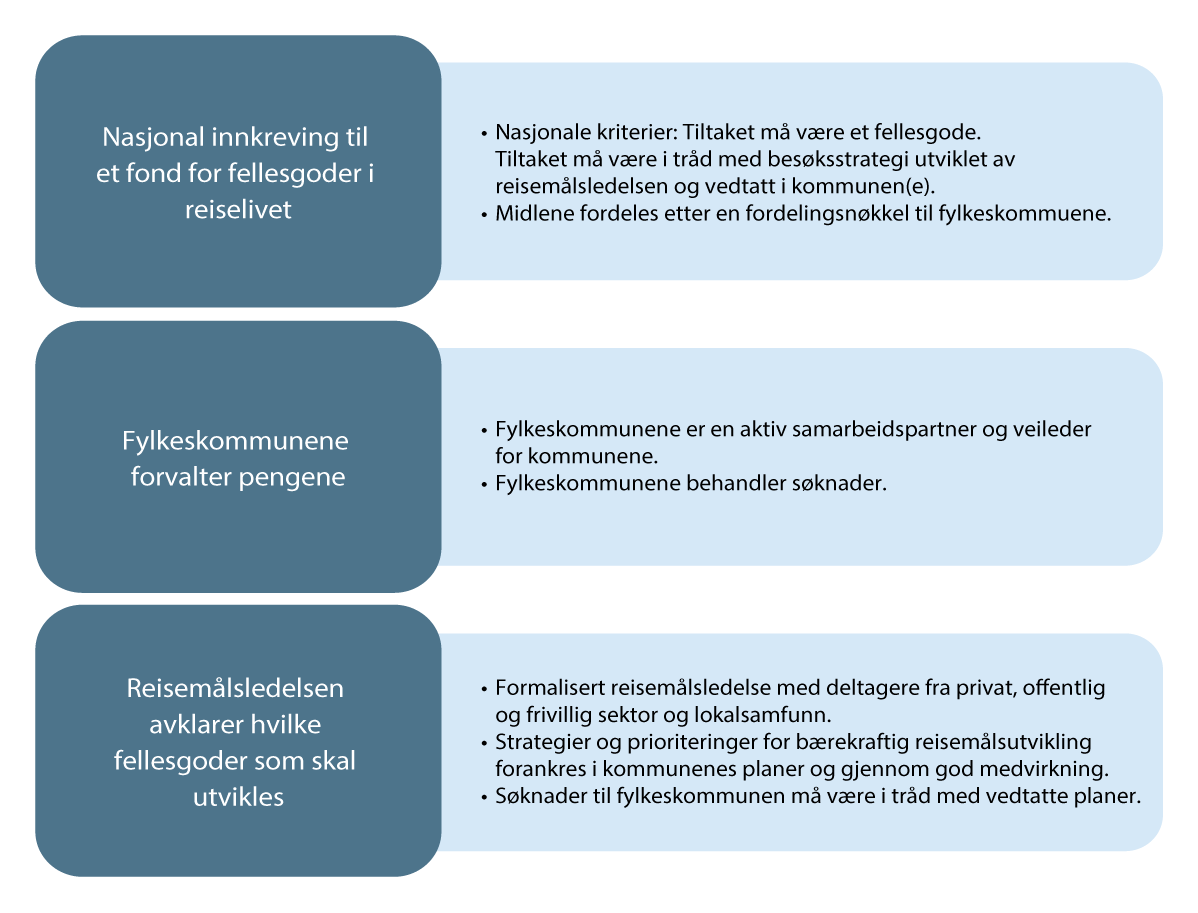 Nasjonal innkreving til
et fond for fellesgoder i
reiselivet
• Nasjonale kriterier: Tiltaket må være et fellesgode.
Tiltaket må være i tråd med besøksstrategi utviklet av
reisemålsledelsen og vedtatt i kommunen(e).
• Midlene fordeles etter en fordelingsnøkkel til fylkeskommuene.
Fylkeskommunene
forvalter pengene
• Fylkeskommunene er en aktiv samarbeidspartner og veileder
for kommunene.
• Fylkeskommunene behandler søknader.
Reisemålsledelsen
avklarer hvilke
fellesgoder som skal
utvikles
• Formalisert reisemålsledelse med deltagere fra privat, offentlig
og frivillig sektor og lokalsamfunn.
• Strategier og prioriteringer for bærekraftig reisemålsutvikling
forankres i kommunenes planer og gjennom god medvirkning.
• Søknader til fylkeskommunen må være i tråd med vedtatte planer.